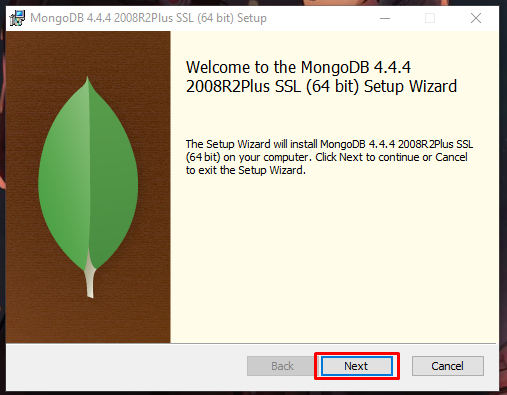 MongoDB 4.4.4 2008R2Plus SSL (64 bit) Setup
Welcome to the MongoDB 4.4.4
2008R2Plus SSL (64 bit) Setup Wizard
The Setup Wizard will install MongoDB 4.4.4 2008R2Plus SSL
(64 bit) on your computer. Click Next to continue or Cancel
to exit the Setup Wizard.
Back
Next
Cancel